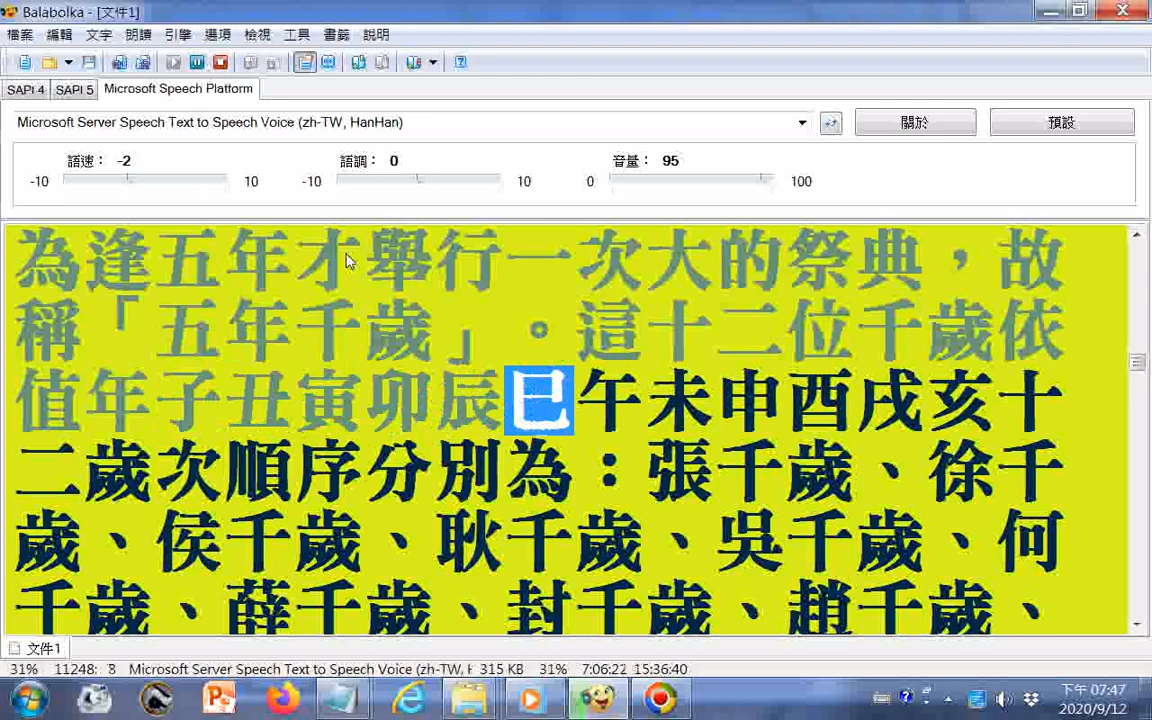 Balabolka - [文件1]
檔案 編輯 文字 朗讀 引擎 選項 檢視 工具 書籤 說明
SAPI 4 SAPI 5 Microsoft Speech Platform
Microsoft Server Speech Text to Speech Voice (zh-TW, HanHan) 關於 預設
語速： -2 語調： 0 音量： 95
-10 10 -10 10 0 100
為逢五年才舉行一次大的祭典，故
稱「五年千歲」。這十二位千歲依
值年子丑寅卯辰巳午未申酉戌亥十
二歲次順序分別為：張千歲、徐千
歲、侯千歲、耿千歲、吳千歲、何
千歲、薛千歲、封千歲、趙千歲、
文件1
31% 11248: 8 Microsoft Server Speech Text to Speech Voice (zh-TW, H 315 KB 31% 7:06:22 15:36:40
下午 07:47
2020/9/12